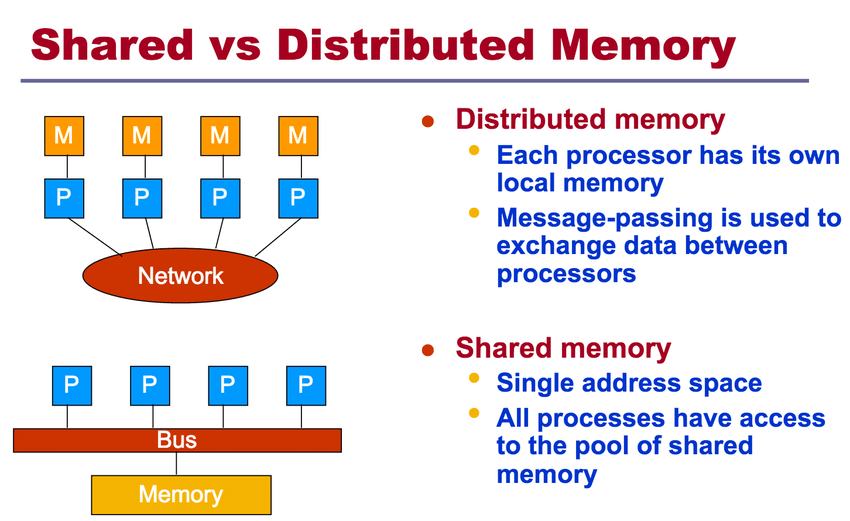 Shared vs Distributed Memory
M M M M
P P P P
Network
Distributed memory
Each processor has its own
local memory
Message-passing is used to
exchange data between
processors
P P P P
Bus
Memory
Shared memory
Single address space
All processes have access
to the pool of shared
memory